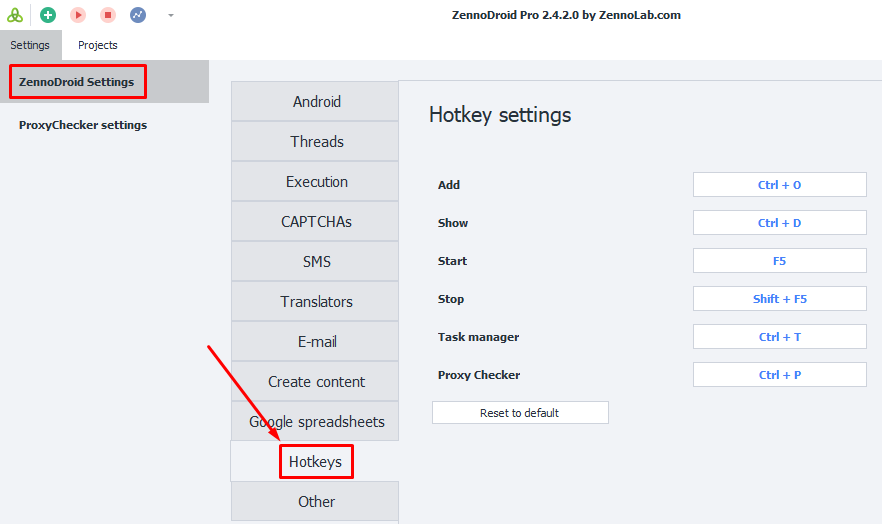 ZennoDroid Pro 2.4.2.0 by ZennoLab.com
Settings
Projects
ZennoDroid Settings
ProxyChecker settings
Android
Threads
Execution
CAPTCHAs
SMS
Translators
E-mail
Create content
Google spreadsheets
Hotkeys
Other
Hotkey settings
Add
Ctrl + O
Show
Ctrl + D
Start
F5
Stop
Shift + F5
Task manager
Ctrl + T
Proxy Checker
Ctrl + P
Reset to default